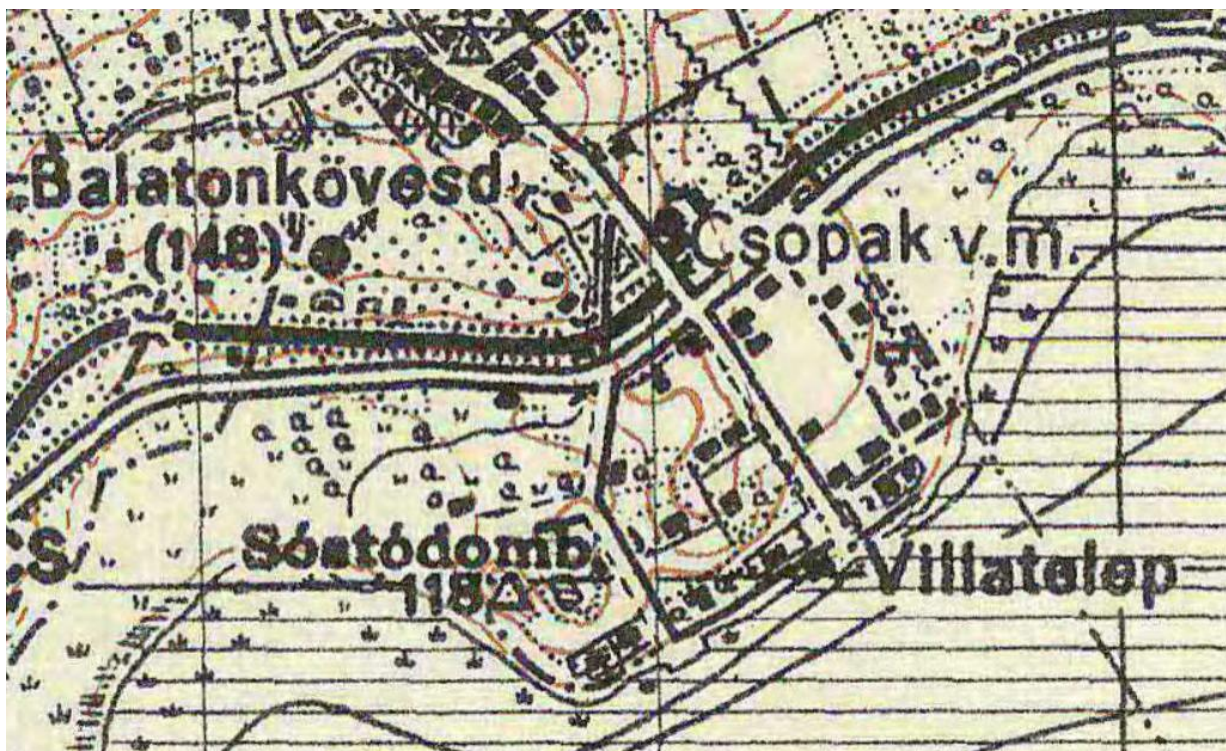 Balatonkövesd
(148)
Csopak v.m.
Sóstódomb
118
Villatelep
S